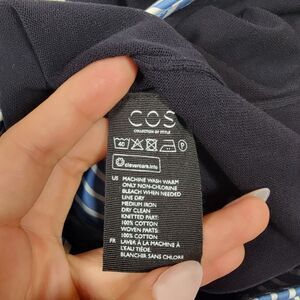 COS
COLLECTION OF STYLE
40 P
clevercare.info
US MACHINE WASH WARM
ONLY NON-CHLORINE
BLEACH WHEN NEEDED
LINE DRY
MEDIUM IRON
DRY CLEAN
KNITTED PART:
100% COTTON
WOVEN PARTS:
100% COTTON
FR LAVER À LA MACHINE À
L'EAU TIÈDE.
BLANCHIR SANS CHLORE